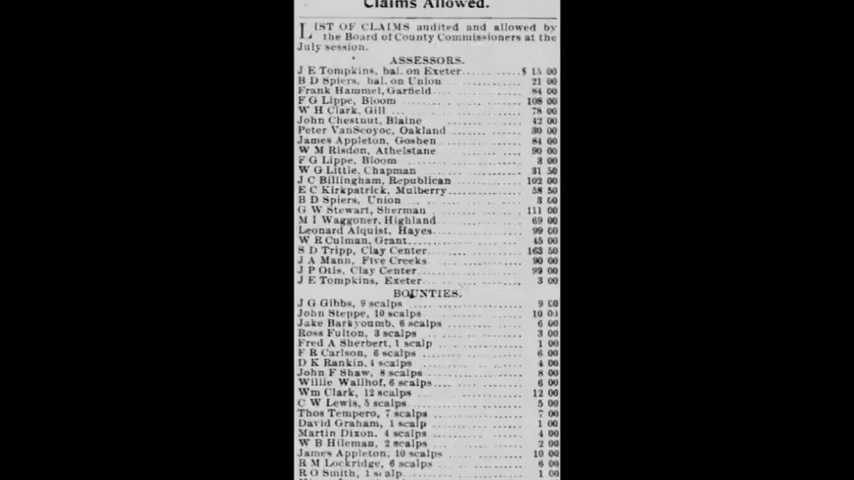 Claims Allowed.
LIST OF CLAIMS audited and allowed by
the Board of County Commissioners at the
July session.
ASSESSORS.
J E Tompkins, bal. on Exeter $ 15 00
B D Spiers, bal. on Union 21 00
Frank Hammel, Garfield 84 00
F G Lippe, Bloom 108 00
W H Clark, Gill 78 00
John Chestnut, Blaine 42 00
Peter VanScoyoc, Oakland 30 00
James Appleton, Goshen 84 00
W M Risdon, Athelstane 90 00
F G Lippe, Bloom 3 00
W G Little, Chapman 31 50
J C Billingham, Republican 102 00
E C Kirkpatrick, Mulberry 58 50
B D Spiers, Union 3 00
G W Stewart, Sherman 111 00
M I Waggoner, Highland 69 00
Leonard Alquist, Hayes 99 00
W R Culman, Grant 45 00
S D Tripp, Clay Center 163 50
J A Mann, Five Creeks 90 00
J P Otis, Clay Center 99 00
J E Tompkins, Exeter 3 00
BOUNTIES.
J G Gibbs, 9 scalps 9 00
John Steppe, 10 scalps 10 00
Jake Barkyoumb, 6 scalps 6 00
Ross Fulton, 3 scalps 3 00
Fred A Sherbert, 1 scalp 1 00
F R Carlson, 6 scalps 6 00
D K Rankin, 4 scalps 4 00
John F Shaw, 8 scalps 8 00
Willie Wallhof, 6 scalps 6 00
Wm Clark, 12 scalps 12 00
C W Lewis, 5 scalps 5 00
Thos Tempero, 7 scalps 7 00
David Graham, 1 scalp 1 00
Martin Dixon, 4 scalps 4 00
W B Hileman, 2 scalps 2 00
James Appleton, 10 scalps 10 00
R M Lockridge, 6 scalps 6 00
R O Smith, 1 scalp 1 00